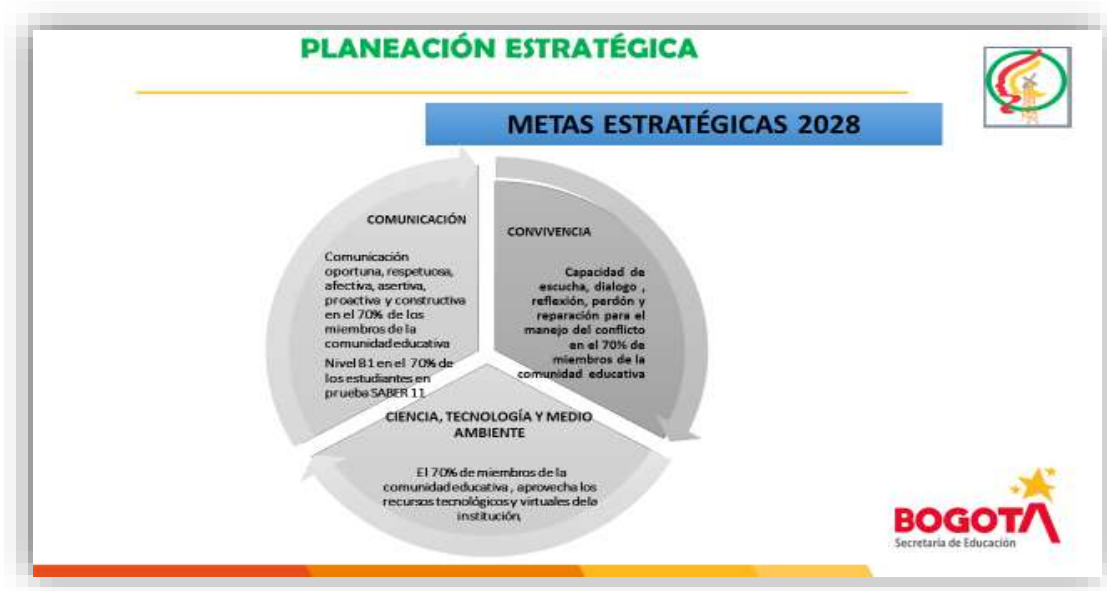 PLANEACIÓN ESTRATÉGICA
METAS ESTRATÉGICAS 2028
COMUNICACIÓN
Comunicación
oportuna, respetuosa,
afectiva, asertiva,
proactiva y constructiva
en el 70% de los
miembros de la
comunidad educativa
Nivel B1 en el 70% de
los estudiantes en
prueba SABER 11
CONVIVENCIA
Capacidad de
escucha, dialogo ,
reflexión, perdón y
reparación para el
manejo del conflicto
en el 70% de
miembros de la
comunidad educativa
CIENCIA, TECNOLOGÍA Y MEDIO
AMBIENTE
El 70% de miembros de la
comunidad educativa , aprovecha los
recursos tecnológicos y virtuales dela
institución,
BOGOTÁ
Secretaría de Educación